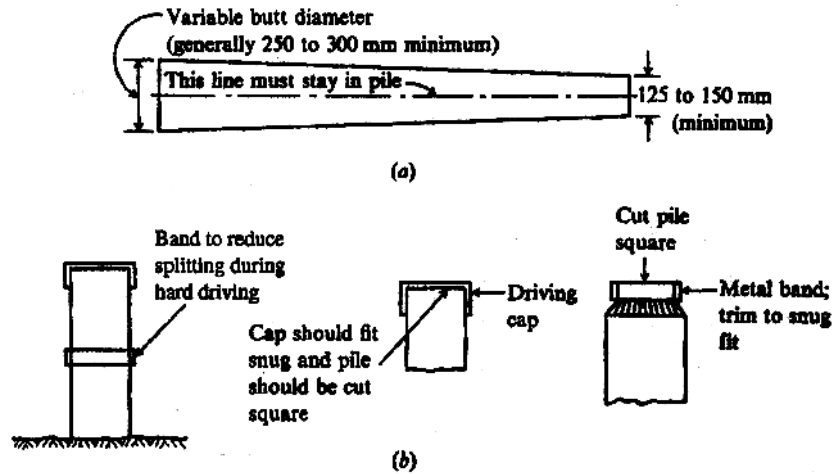 Variable butt diameter
(generally 250 to 300 mm minimum)
This line must stay in pile
125 to 150 mm
(minimum)
(a)
Band to reduce
splitting during
hard driving
Cap should fit
snug and pile
should be cut
square
Driving
cap
Cut pile
square
Metal band;
trim to snug
fit
(b)